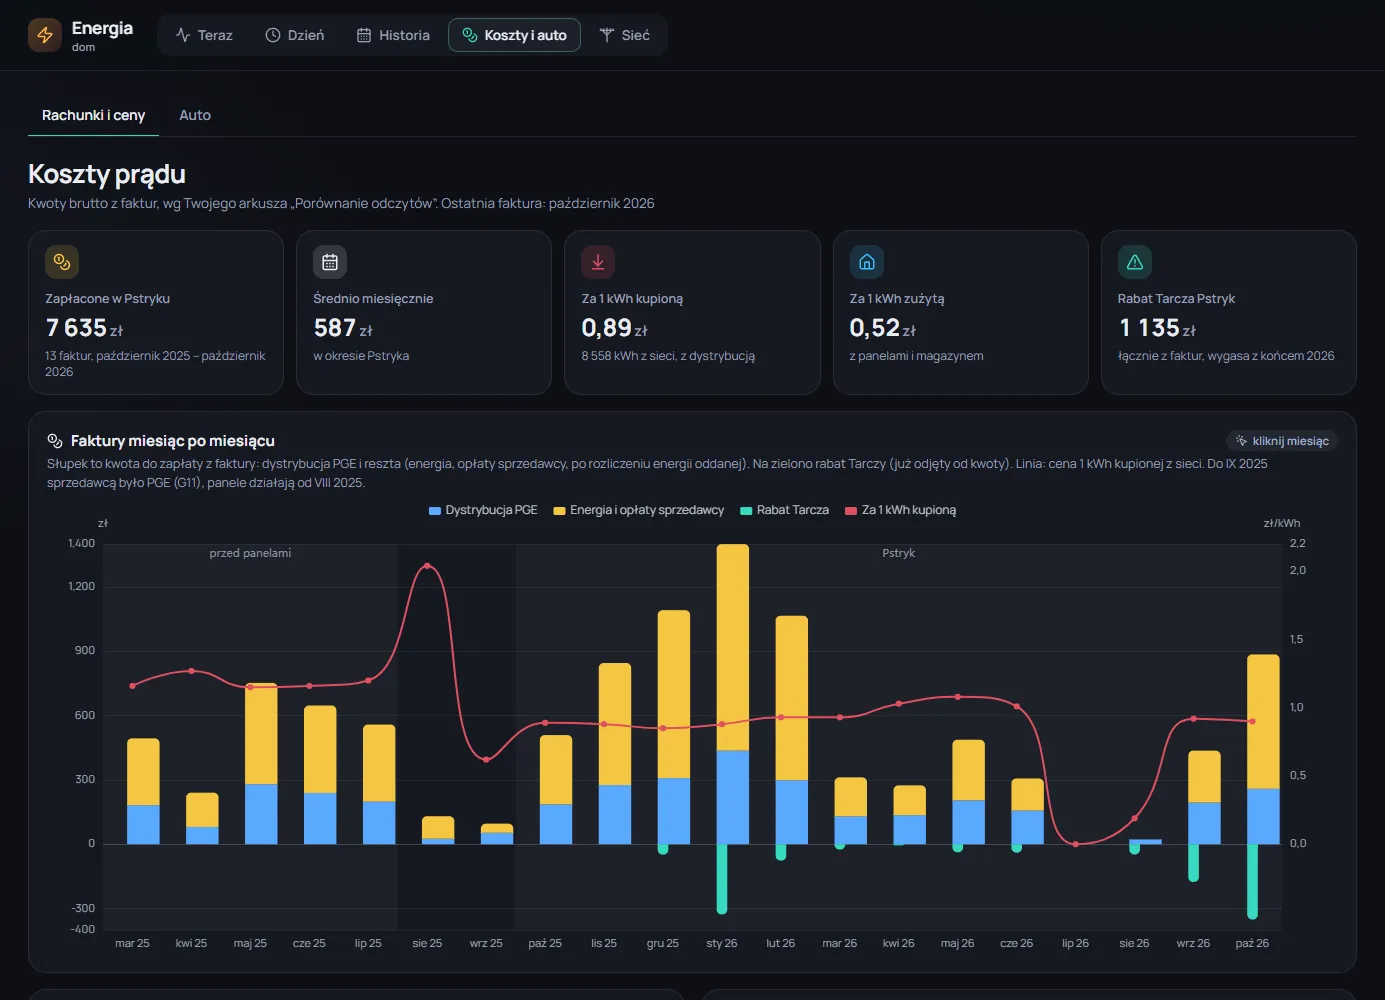 Energia
dom
Teraz
Dzień
Historia
Koszty i auto
Sieć
Rachunki i ceny
Auto
Koszty prądu
Kwoty brutto z faktur, wg Twojego arkusza „Porównanie odczytów”. Ostatnia faktura: październik 2026
Zapłacone w Pstryku
7 635 zł
13 faktur, październik 2025 – październik
2026
Średnio miesięcznie
587 zł
w okresie Pstryka
Za 1 kWh kupioną
0,89 zł
8 558 kWh z sieci, z dystrybucją
Za 1 kWh zużytą
0,52 zł
z panelami i magazynem
Rabat Tarcza Pstryk
1 135 zł
łącznie z faktur, wygasa z końcem 2026
Faktury miesiąc po miesiącu
kliknij miesiąc
Słupek to kwota do zapłaty z faktury: dystrybucja PGE i reszta (energia, opłaty sprzedawcy, po rozliczeniu energii oddanej). Na zielono rabat Tarczy (już odjęty od kwoty). Linia: cena 1 kWh kupionej z sieci. Do IX 2025
sprzedawcą było PGE (G11), panele działają od VIII 2025.
Dystrybucja PGE
Energia i opłaty sprzedawcy
Rabat Tarcza
Za 1 kWh kupioną
zł
zł/kWh
przed panelami
Pstryk
1,400
1,200
900
600
300
0
-300
-400
2,2
2,0
1,5
1,0
0,5
0,0
mar 25
kwi 25
maj 25
cze 25
lip 25
sie 25
wrz 25
paź 25
lis 25
gru 25
sty 26
lut 26
mar 26
kwi 26
maj 26
cze 26
lip 26
sie 26
wrz 26
paź 26